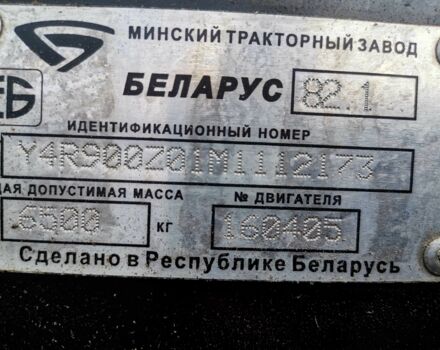 МИНСКИЙ ТРАКТОРНЫЙ ЗАВОД
БЕЛАРУС 82.1
ИДЕНТИФИКАЦИОННЫЙ НОМЕР
Y4R900Z01M1112173
АЯ ДОПУСТИМАЯ МАССА № ДВИГАТЕЛЯ
6500 КГ 160405
Сделано в Республике Беларусь